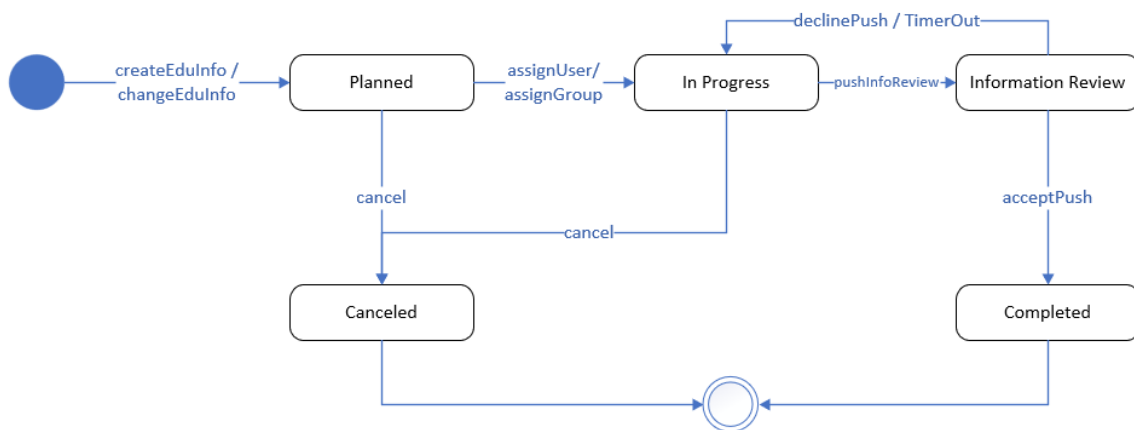 declinePush / TimerOut
createEduInfo /
changeEduInfo
Planned
assignUser/
assignGroup
In Progress
pushInfoReview
Information Review
cancel
acceptPush
cancel
Canceled
Completed